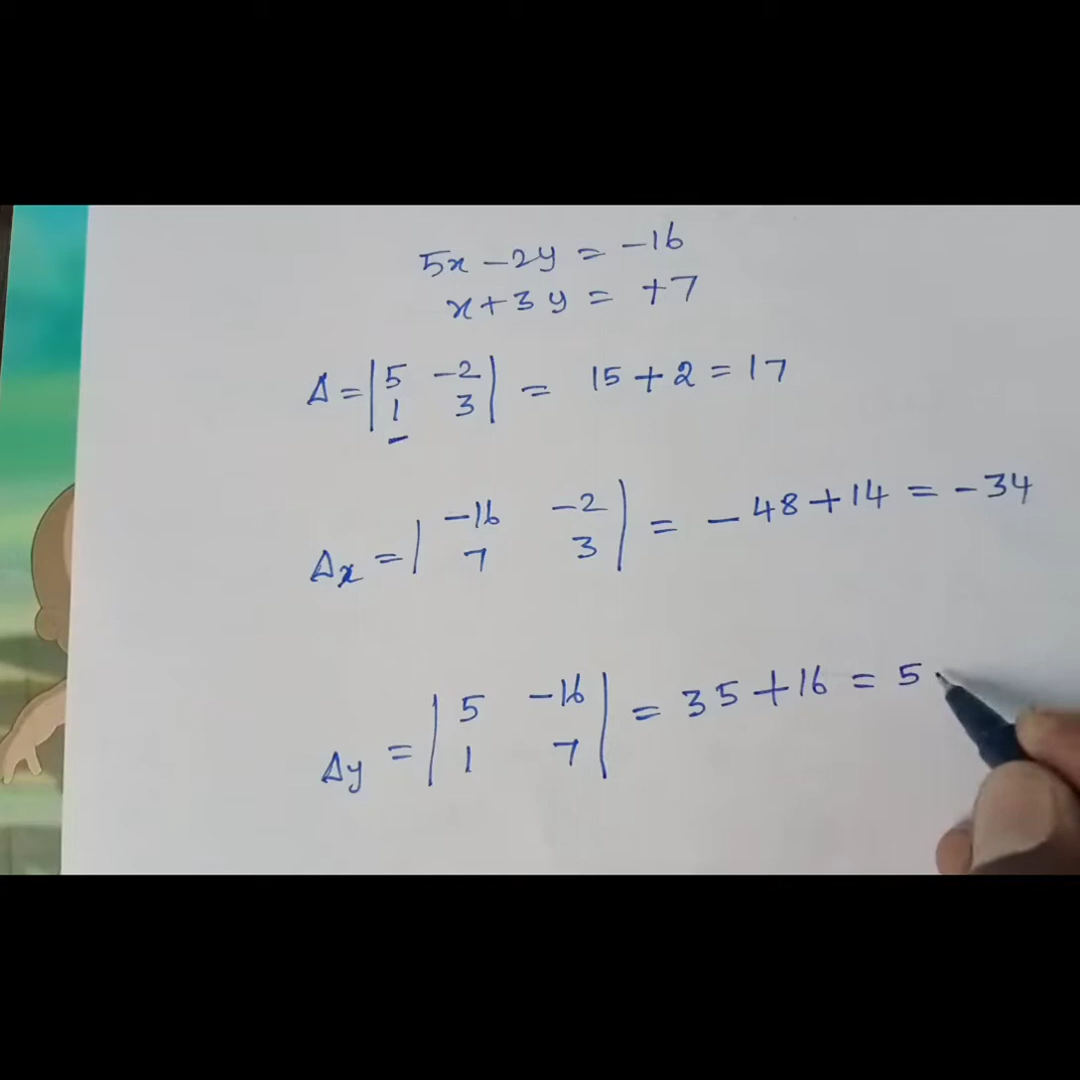 5x - 2y = -16
x + 3y = +7
Δ = | 5 -2 | = 15 + 2 = 17
| 1 3 |
Δx = | -16 -2 | = - 48 + 14 = - 34
| 7 3 |
Δy = | 5 -16 | = 35 + 16 = 5
| 1 7 |